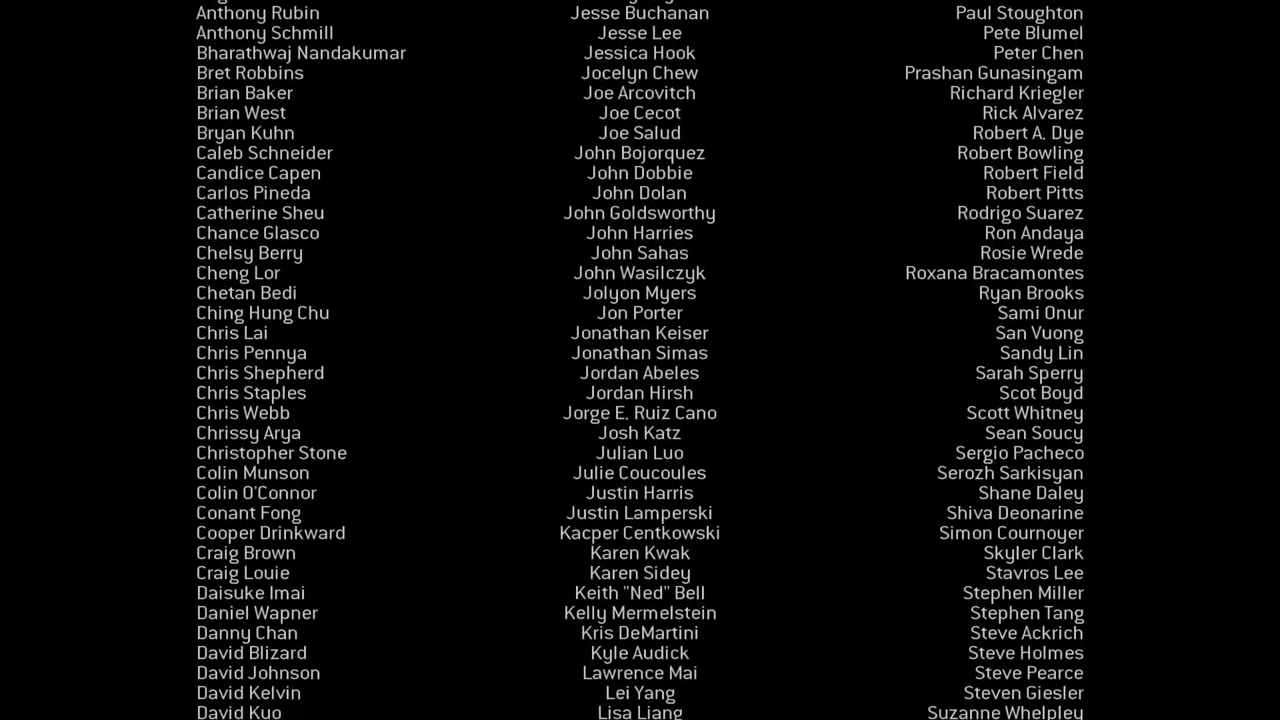 Anthony Rubin
Anthony Schmill
Bharathwaj Nandakumar
Bret Robbins
Brian Baker
Brian West
Bryan Kuhn
Caleb Schneider
Candice Capen
Carlos Pineda
Catherine Sheu
Chance Glasco
Chelsy Berry
Cheng Lor
Chetan Bedi
Ching Hung Chu
Chris Lai
Chris Pennya
Chris Shepherd
Chris Staples
Chris Webb
Chrissy Arya
Christopher Stone
Colin Munson
Colin O'Connor
Conant Fong
Cooper Drinkward
Craig Brown
Craig Louie
Daisuke Imai
Daniel Wapner
Danny Chan
David Blizard
David Johnson
David Kelvin
David Kuo
Jesse Buchanan
Jesse Lee
Jessica Hook
Jocelyn Chew
Joe Arcovitch
Joe Cecot
Joe Salud
John Bojorquez
John Dobbie
John Dolan
John Goldsworthy
John Harries
John Sahas
John Wasilczyk
Jolyon Myers
Jon Porter
Jonathan Keiser
Jonathan Simas
Jordan Abeles
Jordan Hirsh
Jorge E. Ruiz Cano
Josh Katz
Julian Luo
Julie Coucoules
Justin Harris
Justin Lamperski
Kacper Centkowski
Karen Kwak
Karen Sidey
Keith "Ned" Bell
Kelly Mermelstein
Kris DeMartini
Kyle Audick
Lawrence Mai
Lei Yang
Lisa Liang
Paul Stoughton
Pete Blumel
Peter Chen
Prashan Gunasingam
Richard Kriegler
Rick Alvarez
Robert A. Dye
Robert Bowling
Robert Field
Robert Pitts
Rodrigo Suarez
Ron Andaya
Rosie Wrede
Roxana Bracamontes
Ryan Brooks
Sami Onur
San Vuong
Sandy Lin
Sarah Sperry
Scot Boyd
Scott Whitney
Sean Soucy
Sergio Pacheco
Serozh Sarkisyan
Shane Daley
Shiva Deonarine
Simon Cournoyer
Skyler Clark
Stavros Lee
Stephen Miller
Stephen Tang
Steve Ackrich
Steve Holmes
Steve Pearce
Steven Giesler
Suzanne Whelpley